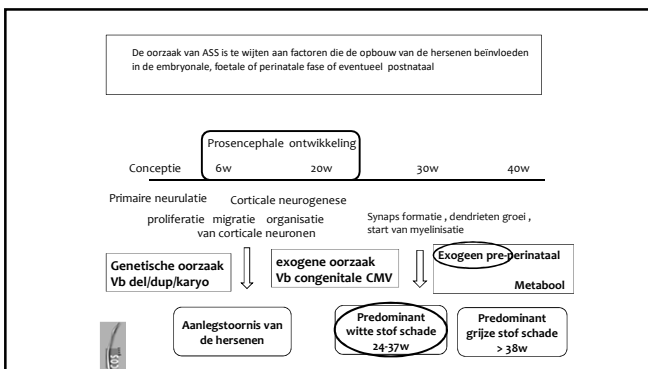 De oorzaak van ASS is te wijten aan factoren die de opbouw van de hersenen beïnvloeden
in de embryonale, foetale of perinatale fase of eventueel postnataal
Prosencephale ontwikkeling
Conceptie 6w 20w 30w 40w
Primaire neurulatie Corticale neurogenese
proliferatie migratie organisatie
van corticale neuronen
Synaps formatie , dendrieten groei ,
start van myelinisatie
Genetische oorzaak
Vb del/dup/karyo
exogene oorzaak
Vb congenitale CMV
Exogeen pre-perinataal
Metabool
Aanlegstoornis van
de hersenen
Predominant
witte stof schade
24-37w
Predominant
grijze stof schade
> 38w